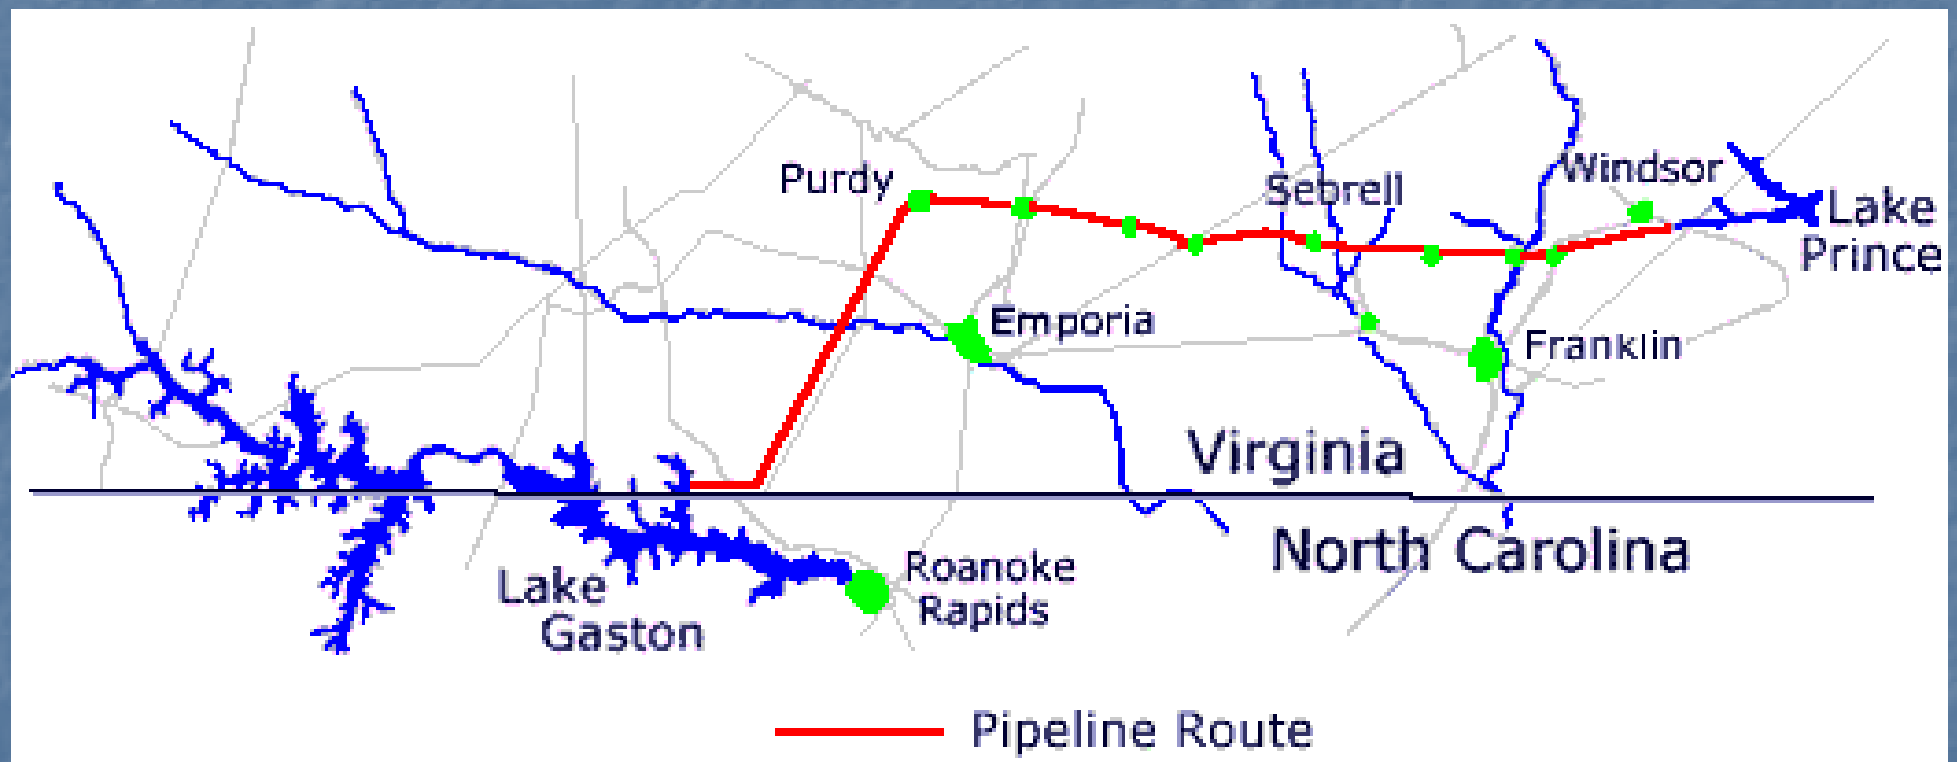 Purdy
Sebrell
Windsor
Lake
Prince
Emporia
Franklin
Virginia
North Carolina
Lake
Gaston
Roanoke
Rapids
Pipeline Route